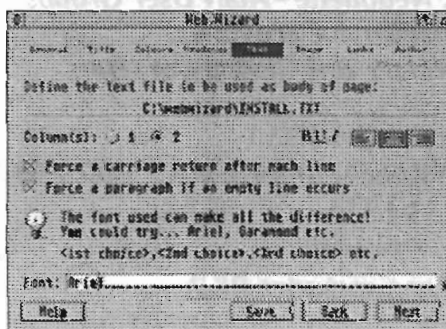 Web.Wizard
General Title Colours Headings Text Images Links Author
Define the text file to be used as body of page:
C:\webwizard\INSTALL.TXT
Column(s): 1 2 B U I
Force a carriage return after each line
Force a paragraph if an empty line occurs
The font used can make all the difference!
You could try... Ariel, Garamond etc.
<1st choice>,<2nd choice>,<3rd choice> etc.
Font: Ariel
Help Save Back Next